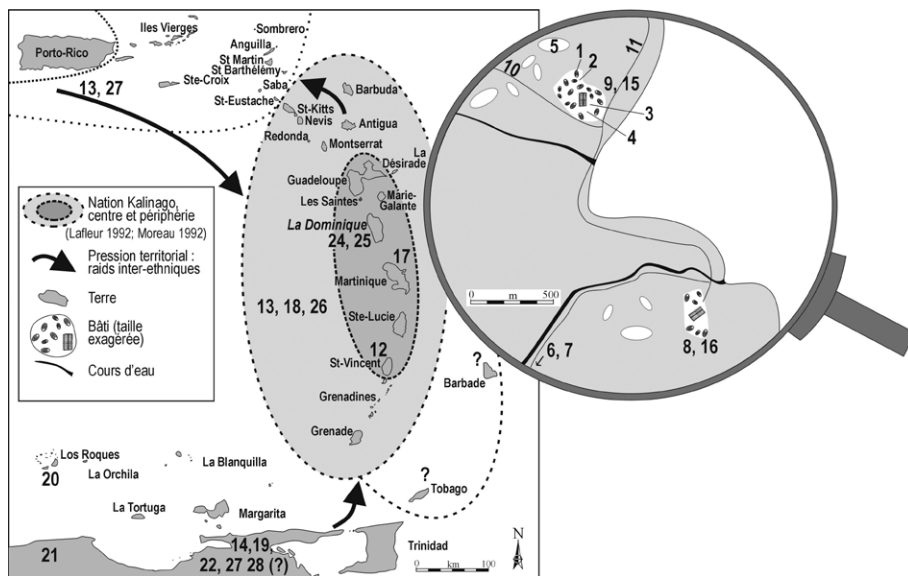 Iles Vierges
Sombrero
Anguilla
St Martin
St Barthélémy
Porto-Rico
Ste-Croix
Saba
St-Eustache
13, 27
St-Kitts
Nevis
Barbuda
Redonda
Antigua
Montserrat
La
Désirade
Guadeloupe
Les Saintes
Marie-
Galante
La Dominique
24, 25
17
Martinique
13, 18, 26
Ste-Lucie
12
St-Vincent
Grenadines
Grenade
?
Barbade
?
Tobago
Los Roques
20
La Orchila
La Blanquilla
La Tortuga
Margarita
21
14, 19,
22, 27 28 (?)
Trinidad
N
0 km 100
Nation Kalinago,
centre et périphérie
(Lafleur 1992; Moreau 1992)
Pression territorial :
raids inter-ethniques
Terre
Bâti (taille
exagérée)
Cours d'eau
5
1
2
11
10
9, 15
3
4
0 m 500
6, 7
8, 16